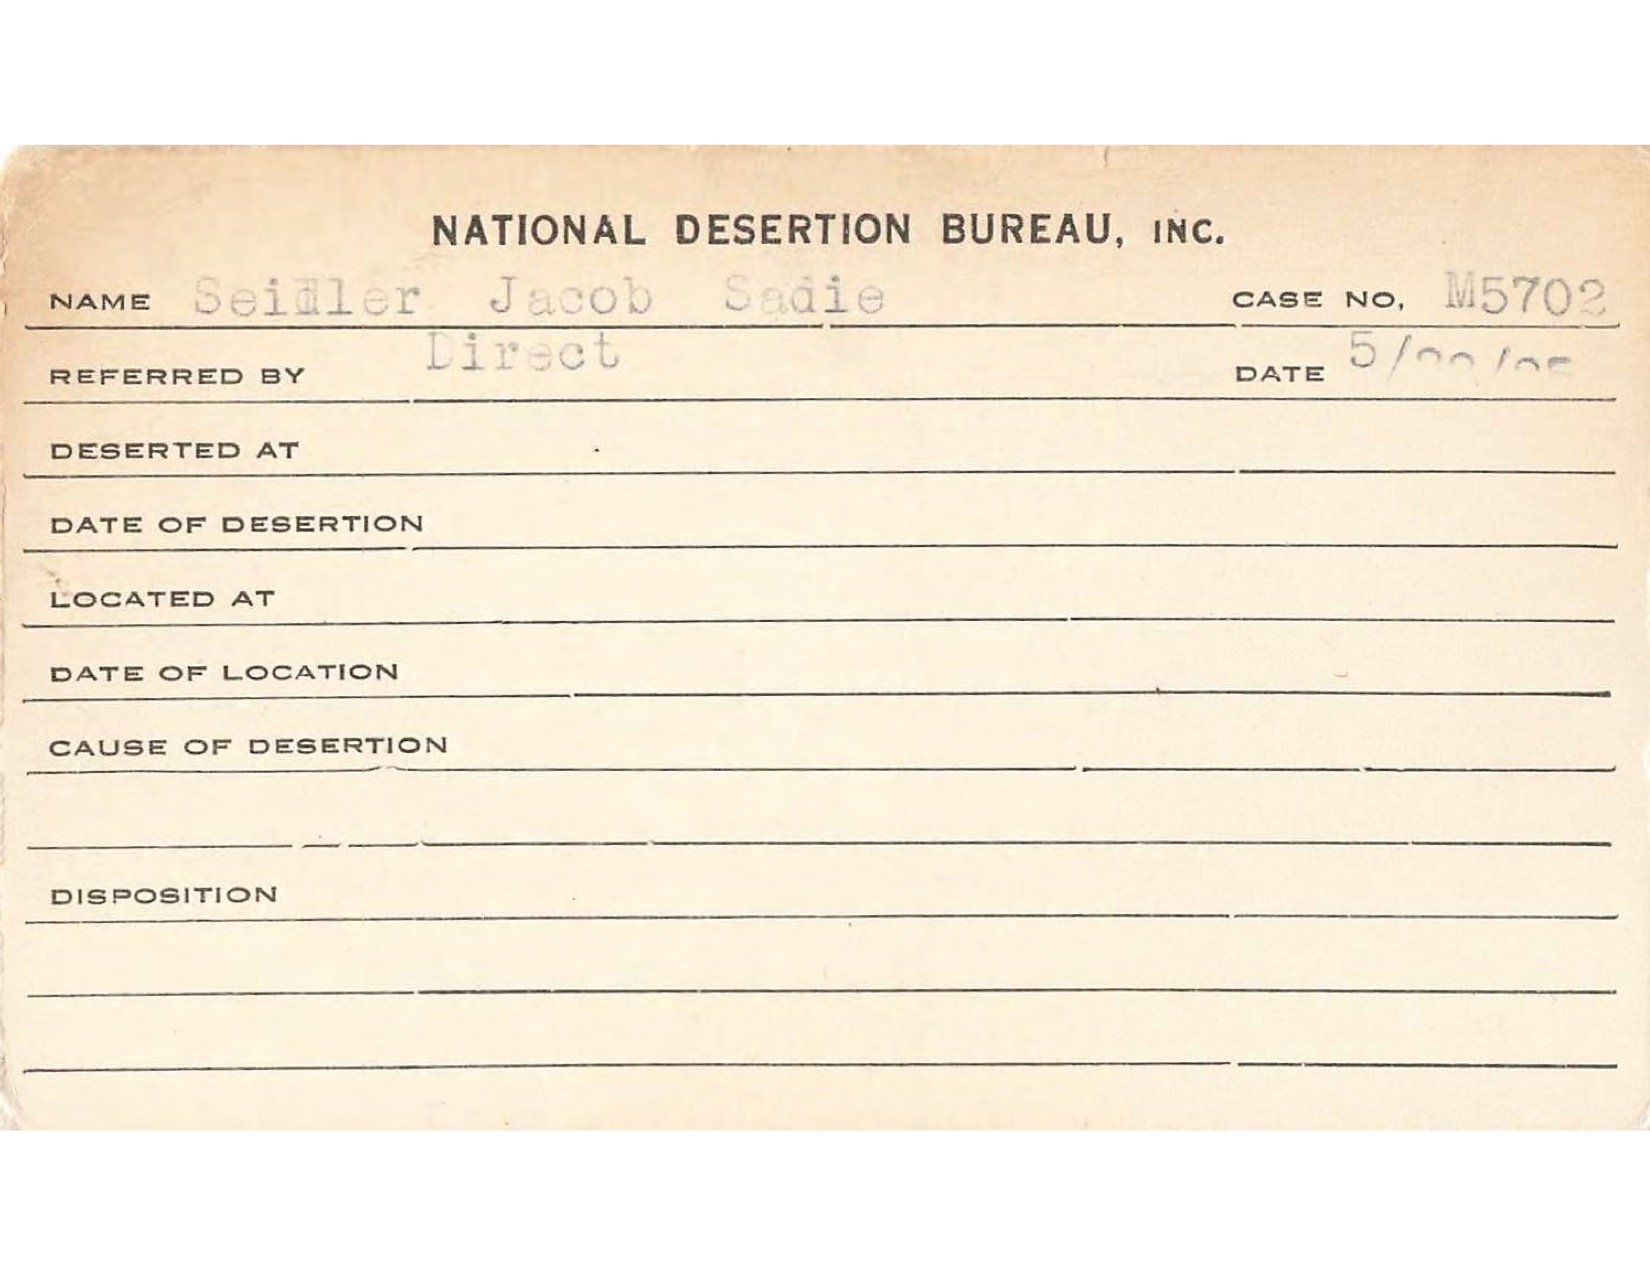 NATIONAL DESERTION BUREAU, INC.
NAME Seidler Jacob Sadie CASE NO, M5702
REFERRED BY Direct DATE
DESERTED AT
DATE OF DESERTION
LOCATED AT
DATE OF LOCATION
CAUSE OF DESERTION
DISPOSITION